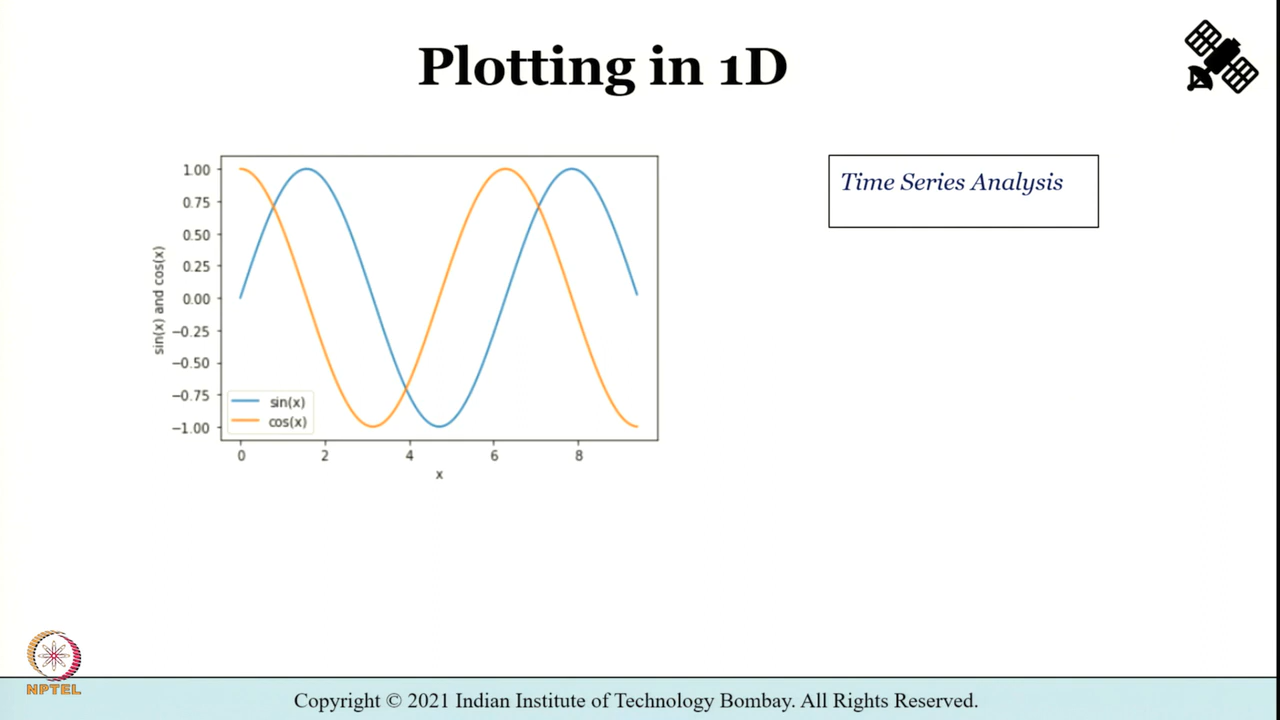 Plotting in 1D
Time Series Analysis
1.00
0.75
0.50
0.25
0.00
−0.25
−0.50
−0.75
−1.00
sin(x) and cos(x)
sin(x)
cos(x)
0 2 4 6 8
x
NPTEL
Copyright © 2021 Indian Institute of Technology Bombay. All Rights Reserved.